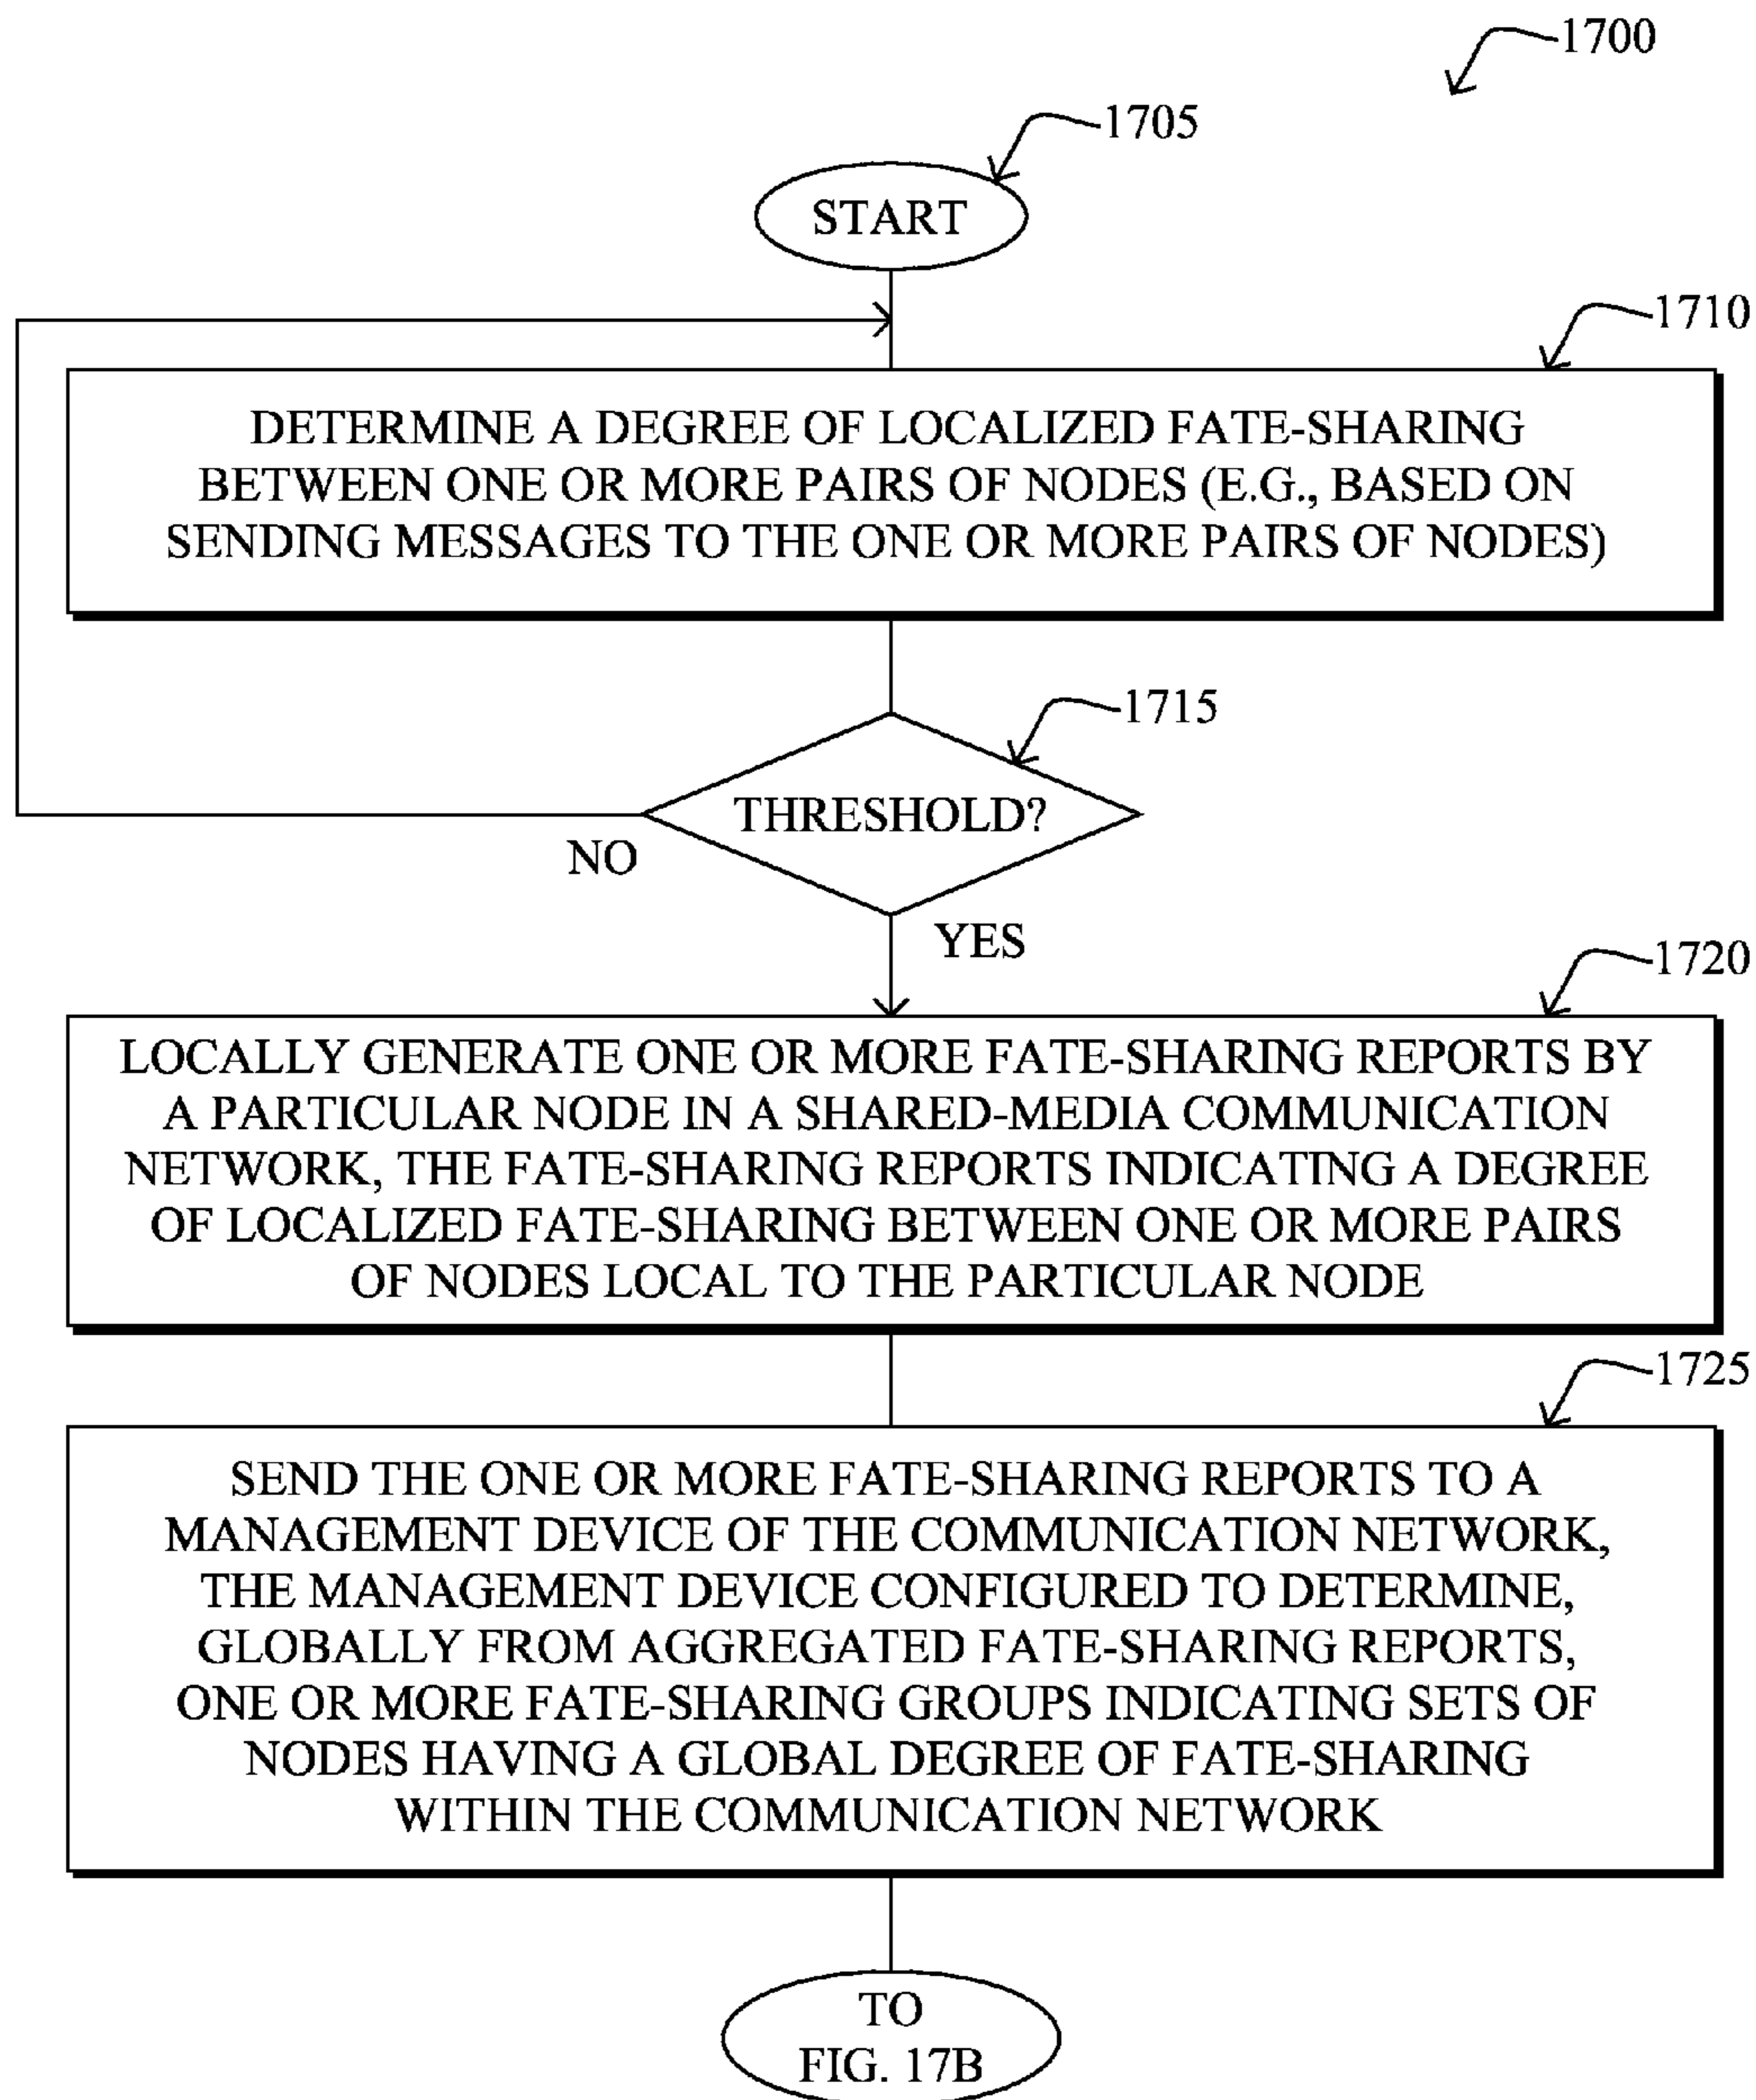 1700
1705
START
1710
DETERMINE A DEGREE OF LOCALIZED FATE-SHARING
BETWEEN ONE OR MORE PAIRS OF NODES (E.G., BASED ON
SENDING MESSAGES TO THE ONE OR MORE PAIRS OF NODES)
1715
THRESHOLD?
NO
YES
1720
LOCALLY GENERATE ONE OR MORE FATE-SHARING REPORTS BY
A PARTICULAR NODE IN A SHARED-MEDIA COMMUNICATION
NETWORK, THE FATE-SHARING REPORTS INDICATING A DEGREE
OF LOCALIZED FATE-SHARING BETWEEN ONE OR MORE PAIRS
OF NODES LOCAL TO THE PARTICULAR NODE
1725
SEND THE ONE OR MORE FATE-SHARING REPORTS TO A
MANAGEMENT DEVICE OF THE COMMUNICATION NETWORK,
THE MANAGEMENT DEVICE CONFIGURED TO DETERMINE,
GLOBALLY FROM AGGREGATED FATE-SHARING REPORTS,
ONE OR MORE FATE-SHARING GROUPS INDICATING SETS OF
NODES HAVING A GLOBAL DEGREE OF FATE-SHARING
WITHIN THE COMMUNICATION NETWORK
TO
FIG. 17B